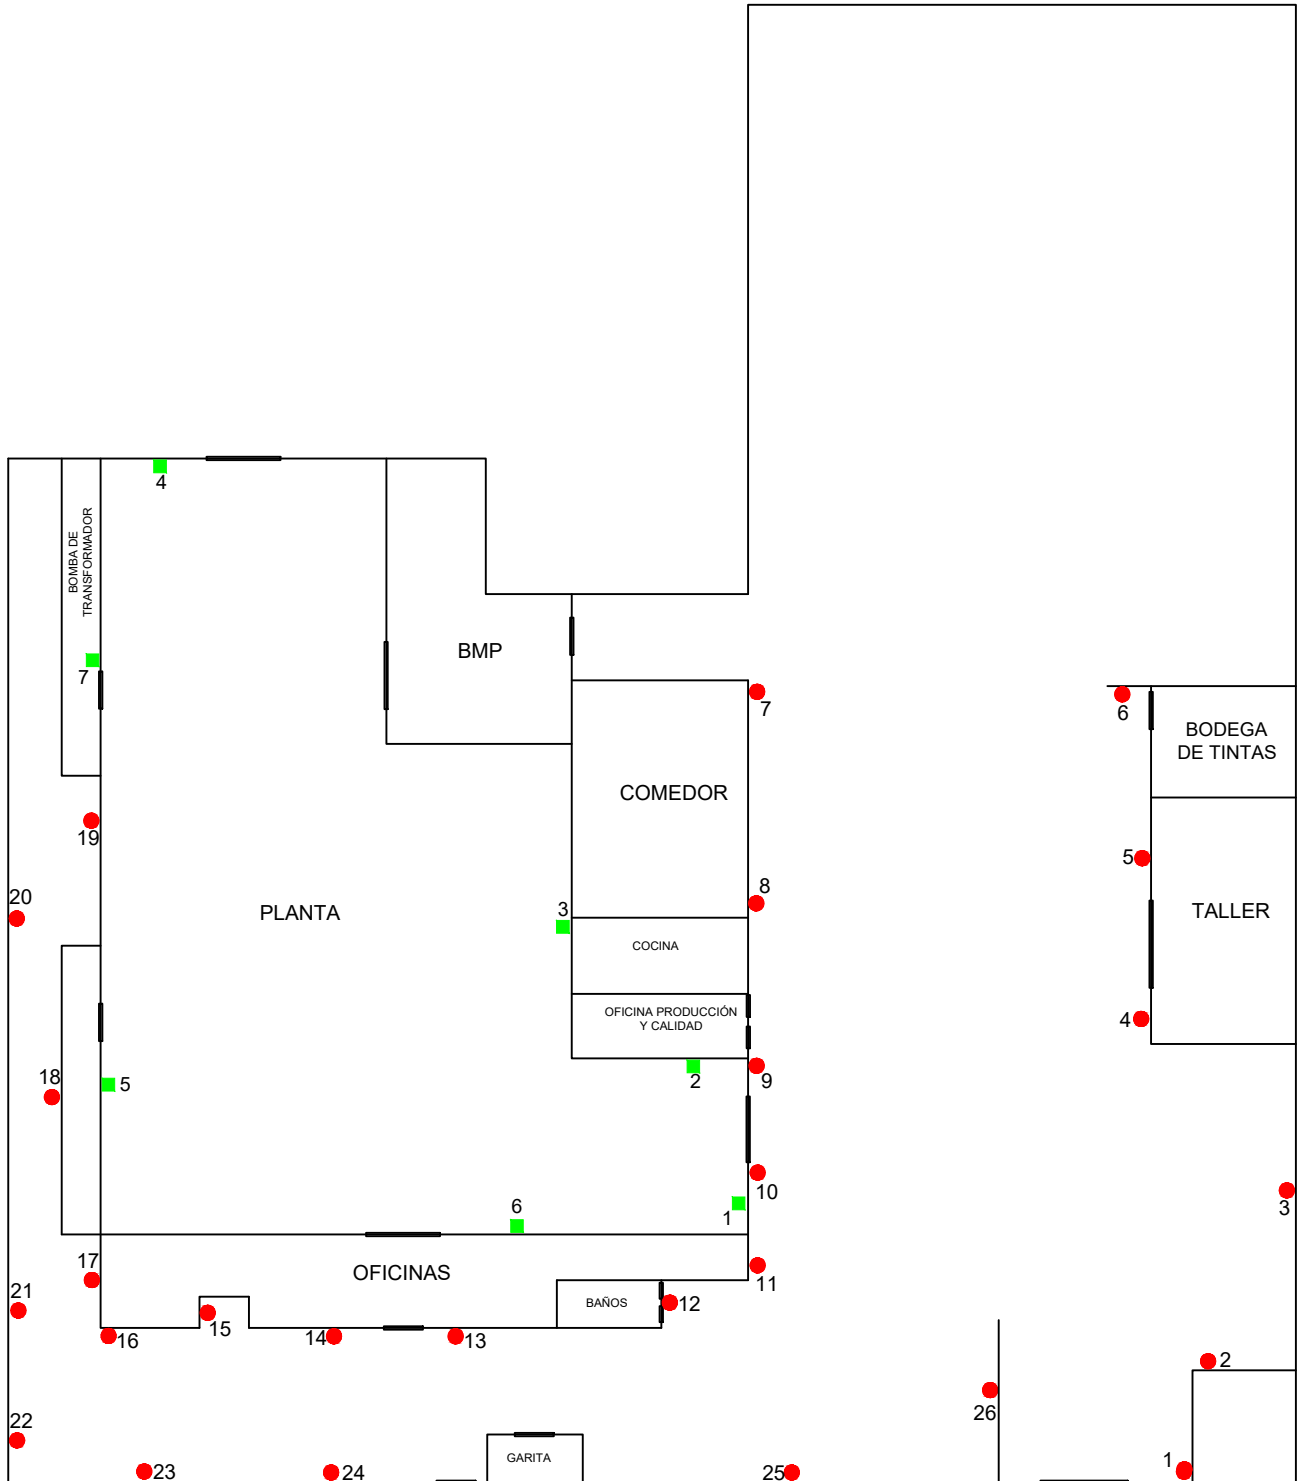 4
BOMBA DE
TRANSFORMADOR
BMP
7
7
6
BODEGA
DE TINTAS
COMEDOR
19
5
20
8
3
PLANTA
TALLER
COCINA
OFICINA PRODUCCIÓN
Y CALIDAD
4
18
5
2
9
10
6
1
3
17
OFICINAS
11
21
BAÑOS
12
15
16
14
13
2
26
22
GARITA
1
23
24
25